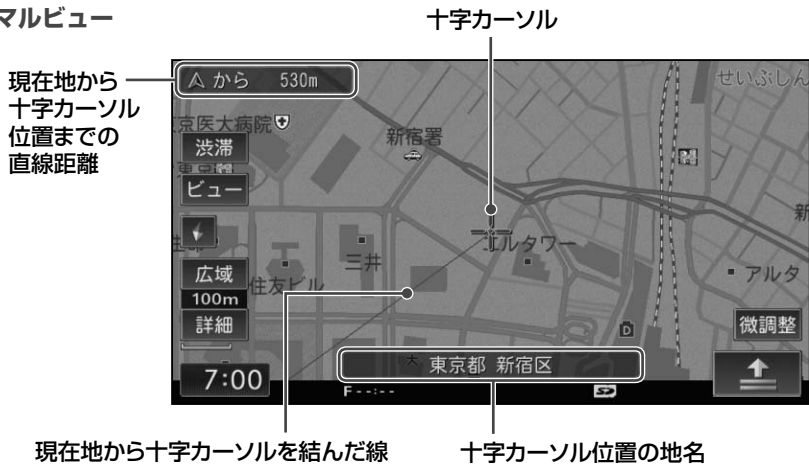 マルビュー
十字カーソル
現在地から
十字カーソル
位置までの
直線距離
から 530m
せいぶしん
京医大病院
新宿署
渋滞
ビュー
新
エルタワー
三井
アルタ
広域
住友ビル
100m
詳細
D
微調整
東京都 新宿区
7:00
F--:--
SD
現在地から十字カーソルを結んだ線
十字カーソル位置の地名